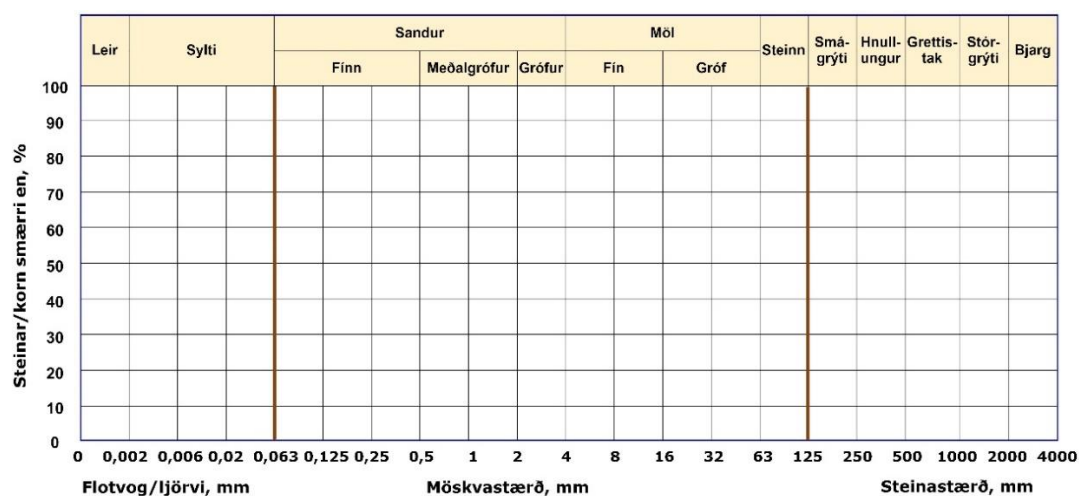 Leir Sylti Sandur Möl Steinn Smá- Hnull- Grettis- Stór- Bjarg
grýti ungur tak grýti
Fínn Meðalgrófur Grófur Fín Gróf
Steinar/korn smærri en, %
100
90
80
70
60
50
40
30
20
10
0
0 0,002 0,006 0,02 0,063 0,125 0,25 0,5 1 2 4 8 16 32 63 125 250 500 1000 2000 4000
Flotvog/ljörvi, mm Möskvastærð, mm Steinastærð, mm